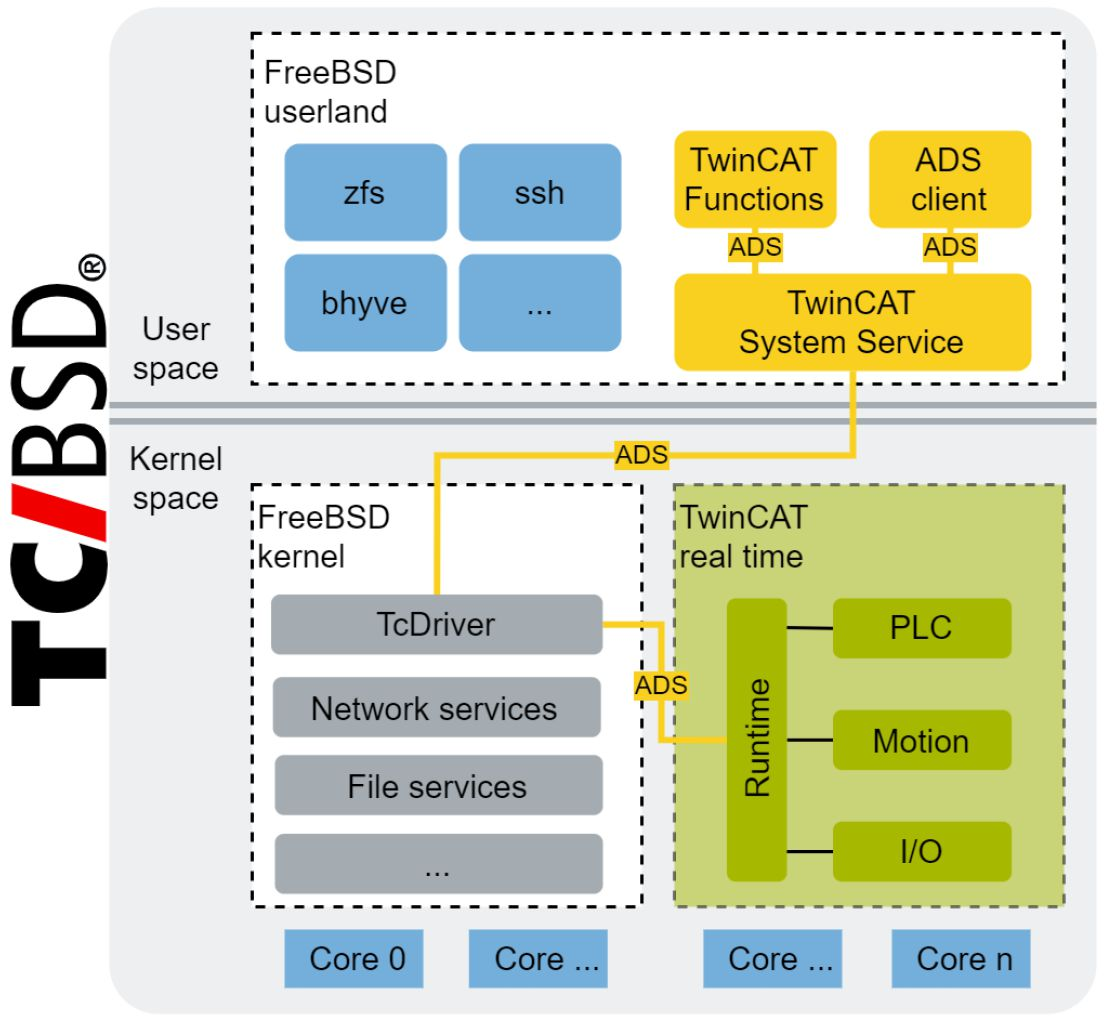 TC/BSD®
FreeBSD
userland
zfs
ssh
bhyve
...
TwinCAT
Functions
ADS
client
ADS
ADS
TwinCAT
System Service
User
space
Kernel
space
ADS
FreeBSD
kernel
TcDriver
Network services
File services
...
ADS
TwinCAT
real time
Runtime
PLC
Motion
I/O
Core 0
Core ...
Core ...
Core n